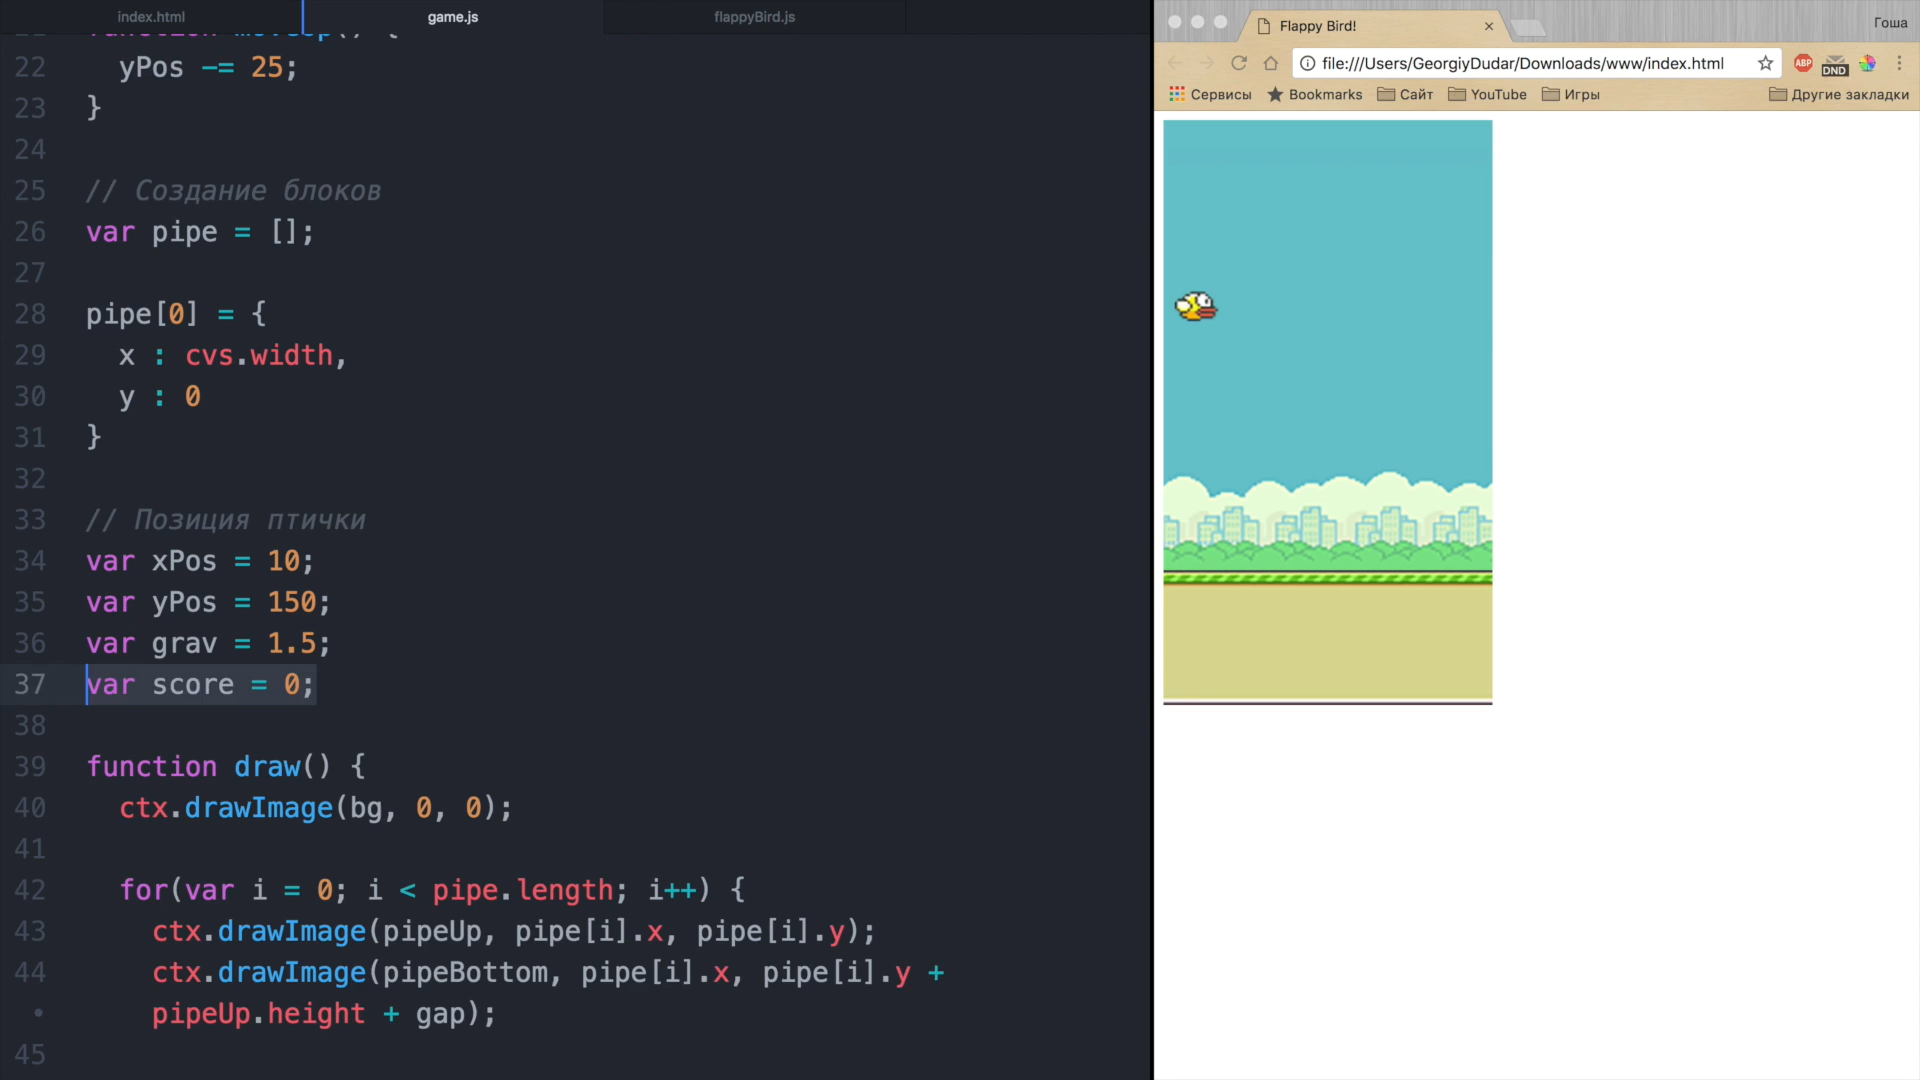 index.html
game.js
flappyBird.js
function moveUp() {
22 yPos -= 25;
23 }
24
25 // Создание блоков
26 var pipe = [];
27
28 pipe[0] = {
29 x : cvs.width,
30 y : 0
31 }
32
33 // Позиция птички
34 var xPos = 10;
35 var yPos = 150;
36 var grav = 1.5;
37 var score = 0;
38
39 function draw() {
40 ctx.drawImage(bg, 0, 0);
41
42 for(var i = 0; i < pipe.length; i++) {
43 ctx.drawImage(pipeUp, pipe[i].x, pipe[i].y);
44 ctx.drawImage(pipeBottom, pipe[i].x, pipe[i].y +
• pipeUp.height + gap);
45
Flappy Bird!
Гоша
file:///Users/GeorgiyDudar/Downloads/www/index.html
ABP
DND
Сервисы Bookmarks Сайт YouTube Игры Другие закладки